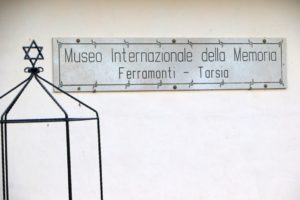 Museo Internazionale della Memoria
Ferramonti - Tarsia